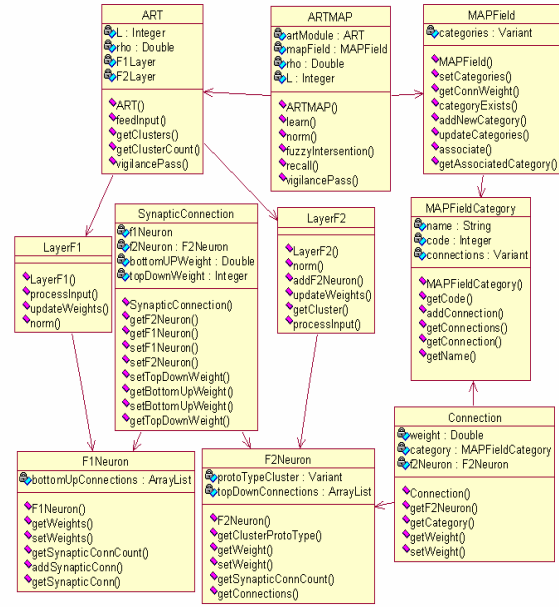 ART
L : Integer
rho : Double
F1Layer
F2Layer
ART()
feedInput()
getClusters()
getClusterCount()
vigilancePass()
ARTMAP
artModule : ART
mapField : MAPField
rho : Double
L : Integer
ARTMAP()
learn()
norm()
fuzzyIntersention()
recall()
vigilancePass()
MAPField
categories : Variant
MAPField()
setCategories()
getConnWeight()
categoryExists()
addNewCategory()
updateCategories()
associate()
getAssociatedCategory()
LayerF1
LayerF1()
processInput()
updateWeights()
norm()
SynapticConnection
f1Neuron
f2Neuron : F2Neuron
bottomUPWeight : Double
topDownWeight : Integer
SynapticConnection()
getF2Neuron()
getF1Neuron()
setF1Neuron()
setF2Neuron()
setTopDownWeight()
getBottomUpWeight()
setBottomUpWeight()
getTopDownWeight()
LayerF2
LayerF2()
norm()
addF2Neuron()
updateWeights()
getCluster()
processInput()
MAPFieldCategory
name : String
code : Integer
connections : Variant
MAPFieldCategory()
getCode()
addConnection()
getConnections()
getConnection()
getName()
F1Neuron
bottomUpConnections : ArrayList
F1Neuron()
getWeights()
setWeights()
getSynapticConnCount()
addSynapticConn()
getSynapticConn()
F2Neuron
protoTypeCluster : Variant
topDownConnections : ArrayList
F2Neuron()
getClusterProtoType()
getWeight()
setWeight()
getSynapticConnCount()
getConnections()
Connection
weight : Double
category : MAPFieldCategory
f2Neuron : F2Neuron
Connection()
getF2Neuron()
getCategory()
getWeight()
setWeight()